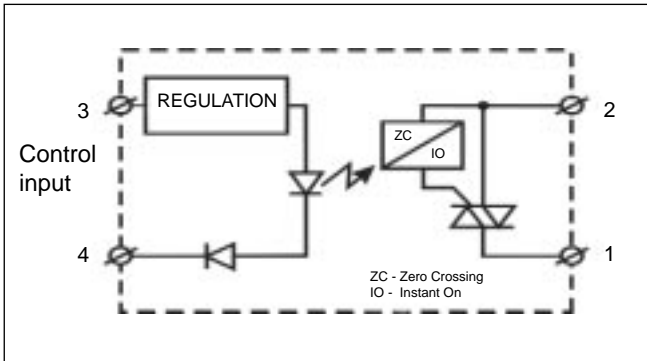 3
REGULATION
2
ZC
IO
Control
input
4
1
ZC - Zero Crossing
IO - Instant On